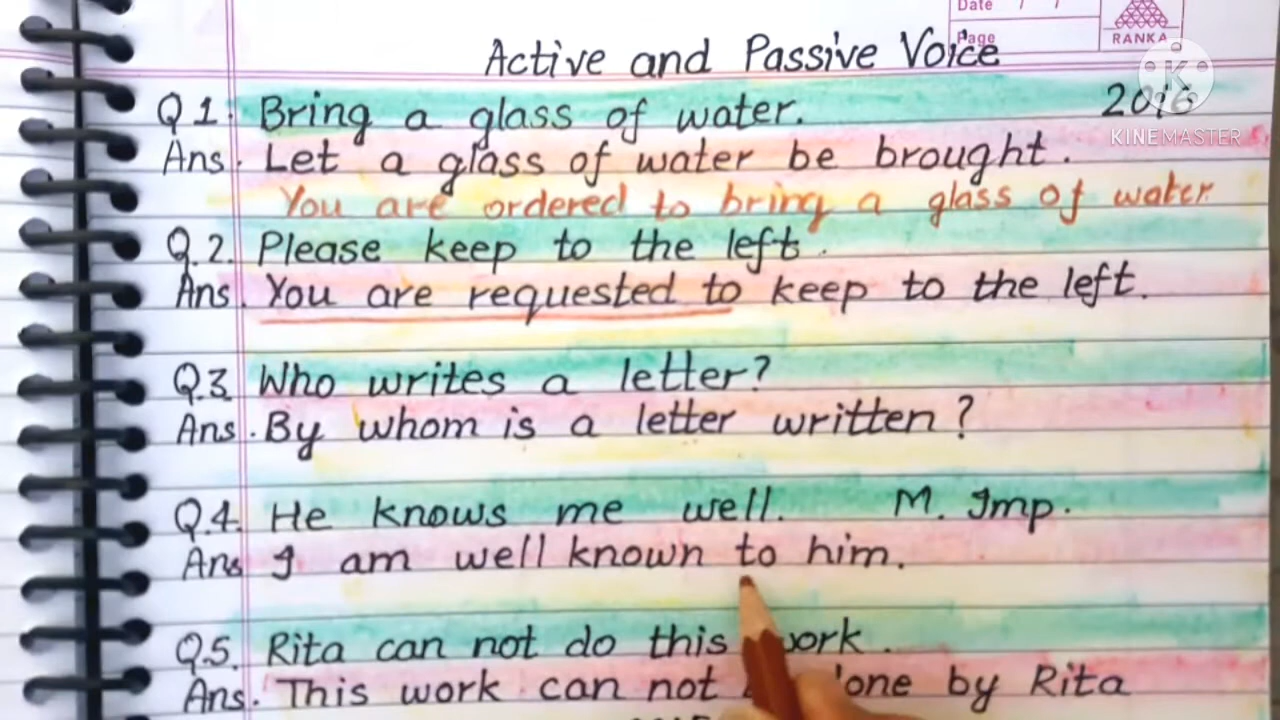 Date / /
Page
RANKA
Active and Passive Voice
Q1. Bring a glass of water. 2016
KINEMASTER
Ans. Let a glass of water be brought.
You are ordered to bring a glass of water
Q.2. Please keep to the left.
Ans. You are requested to keep to the left.
Q.3. Who writes a letter?
Ans. By whom is a letter written?
Q.4. He knows me well. M. Imp.
Ans I am well known to him.
Q.5. Rita can not do this work.
Ans. This work can not by Rita